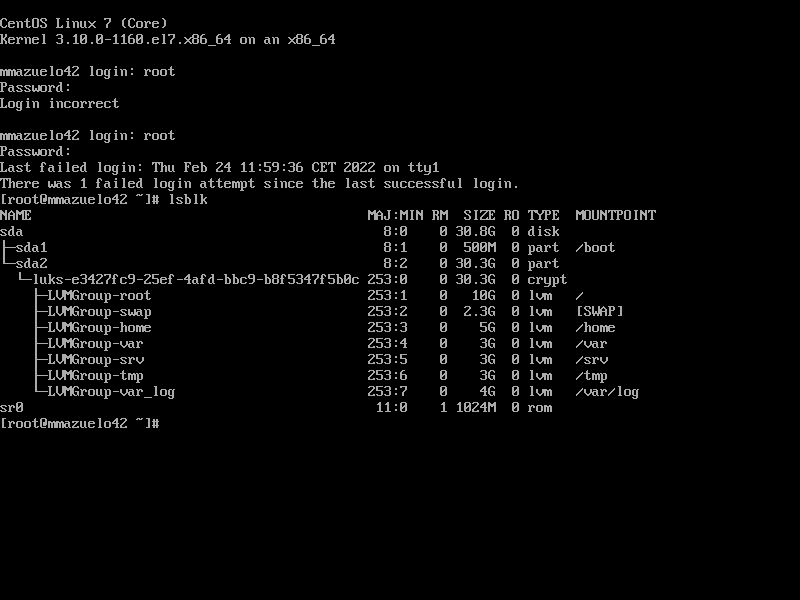 CentOS Linux 7 (Core)
Kernel 3.10.0-1160.el7.x86_64 on an x86_64

mmazuelo42 login: root
Password:
Login incorrect

mmazuelo42 login: root
Password:
Last failed login: Thu Feb 24 11:59:36 CET 2022 on tty1
There was 1 failed login attempt since the last successful login.
[root@mmazuelo42 ~]# lsblk
NAME                                          MAJ:MIN RM  SIZE RO TYPE  MOUNTPOINT
sda                                             8:0    0 30.8G  0 disk
├─sda1                                          8:1    0  500M  0 part  /boot
└─sda2                                          8:2    0 30.3G  0 part
  └─luks-e3427fc9-25ef-4afd-bbc9-b8f5347f5b0c 253:0    0 30.3G  0 crypt
    ├─LVMGroup-root                           253:1    0   10G  0 lvm   /
    ├─LVMGroup-swap                           253:2    0  2.3G  0 lvm   [SWAP]
    ├─LVMGroup-home                           253:3    0    5G  0 lvm   /home
    ├─LVMGroup-var                            253:4    0    3G  0 lvm   /var
    ├─LVMGroup-srv                            253:5    0    3G  0 lvm   /srv
    ├─LVMGroup-tmp                            253:6    0    3G  0 lvm   /tmp
    └─LVMGroup-var_log                        253:7    0    4G  0 lvm   /var/log
sr0                                            11:0    1 1024M  0 rom
[root@mmazuelo42 ~]#